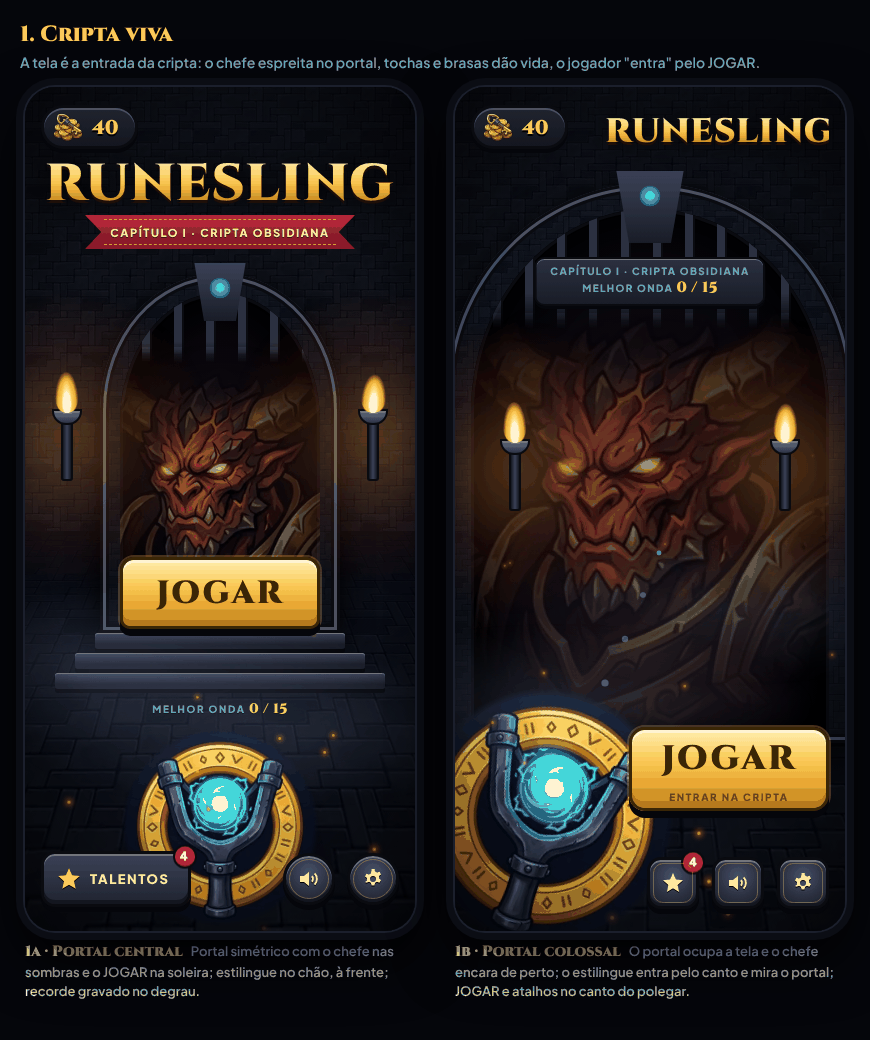 1. Cripta viva
A tela é a entrada da cripta: o chefe espreita no portal, tochas e brasas dão vida, o jogador "entra" pelo JOGAR.
40
RUNESLING
CAPÍTULO I · CRIPTA OBSIDIANA
JOGAR
MELHOR ONDA 0 / 15
4
TALENTOS
1A · Portal central Portal simétrico com o chefe nas
sombras e o JOGAR na soleira; estilingue no chão, à frente;
recorde gravado no degrau.
40
RUNESLING
CAPÍTULO I · CRIPTA OBSIDIANA
MELHOR ONDA 0 / 15
JOGAR
ENTRAR NA CRIPTA
4
1B · Portal colossal O portal ocupa a tela e o chefe
encara de perto; o estilingue entra pelo canto e mira o portal;
JOGAR e atalhos no canto do polegar.